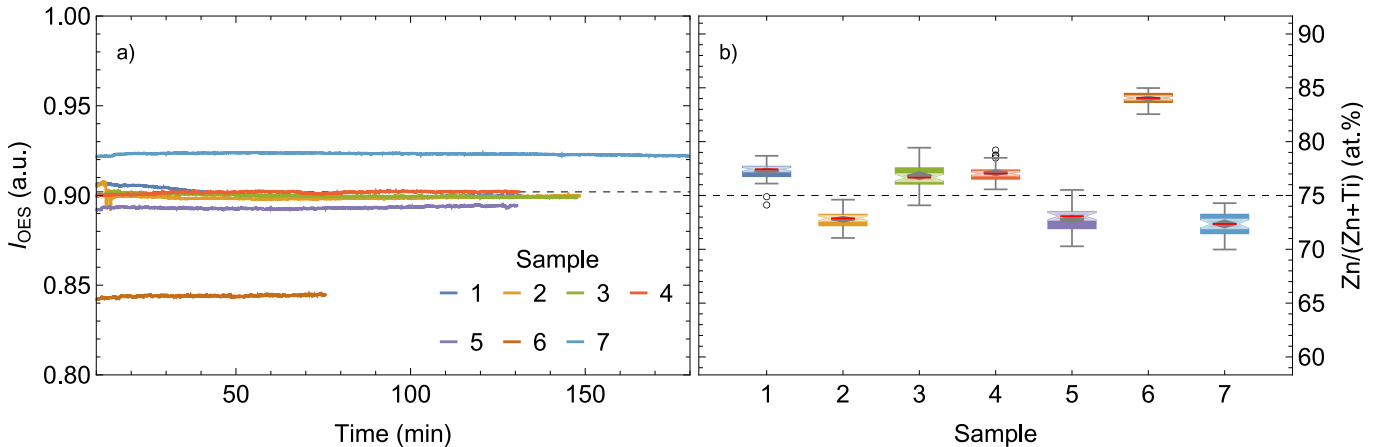 a)
I_OES (a.u.)
1.00
0.95
0.90
0.85
0.80
50
100
150
Time (min)
Sample
1 2 3 4
5 6 7
b)
90
85
80
75
70
65
60
Zn/(Zn+Ti) (at.%)
1 2 3 4 5 6 7
Sample